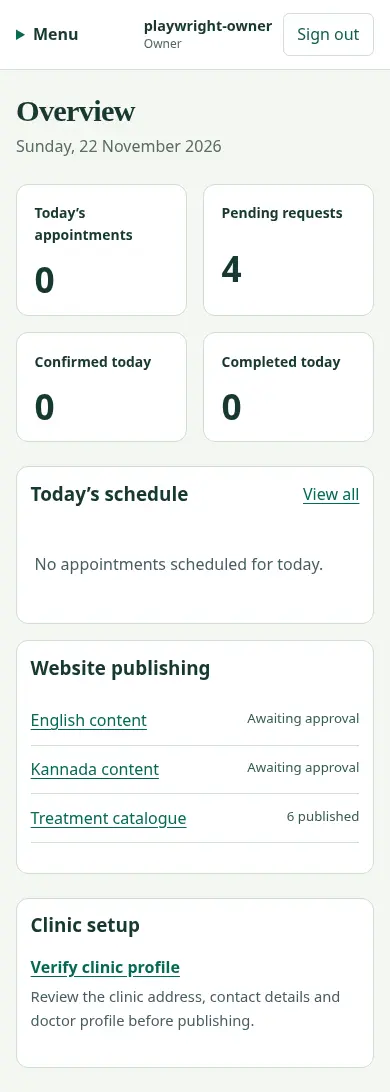 Menu
playwright-owner
Owner
Sign out
Overview
Sunday, 22 November 2026
Today’s
appointments
0
Pending requests
4
Confirmed today
0
Completed today
0
Today’s schedule
View all
No appointments scheduled for today.
Website publishing
English content
Awaiting approval
Kannada content
Awaiting approval
Treatment catalogue
6 published
Clinic setup
Verify clinic profile
Review the clinic address, contact details and
doctor profile before publishing.